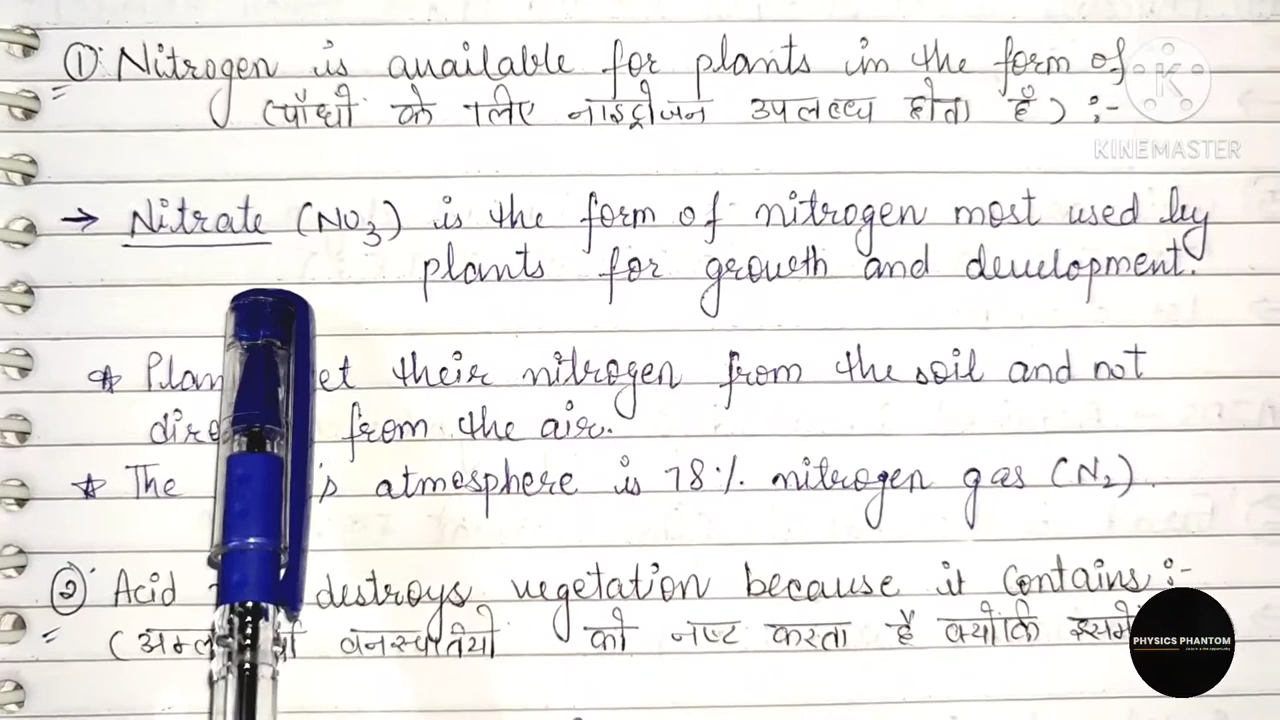 ① Nitrogen is available for plants in the form of
(पौधों के लिए नाइट्रोजन उपलब्ध होता है) :-
K
KINEMASTER
→ Nitrate (NO3) is the form of nitrogen most used by
plants for growth and development.
☆ Plan et their nitrogen from the soil and not
dire from the air.
☆ The 's atmosphere is 78% nitrogen gas (N2).
② Acid destroys vegetation because it contains :-
(अम्ल वनस्पतियों को नष्ट करता है क्योंकि इसमें
PHYSICS PHANTOM